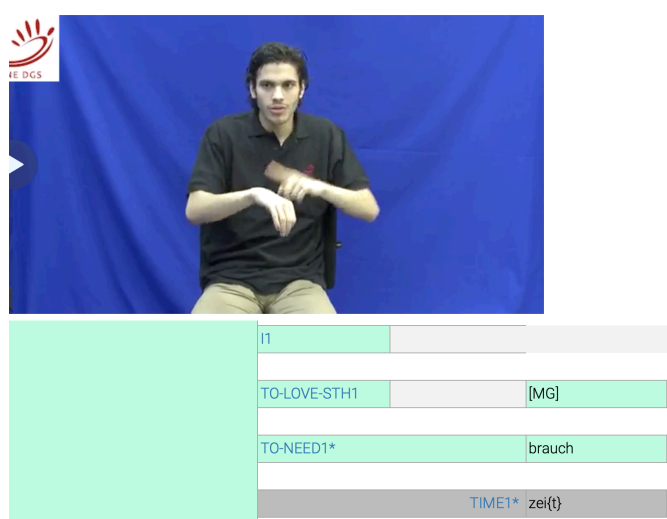 NE DGS
I1
TO-LOVE-STH1 [MG]
TO-NEED1* brauch
TIME1* zei{t}